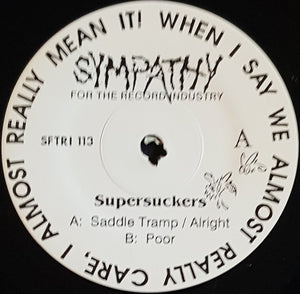 WHEN I SAY WE ALMOST REALLY CARE, I ALMOST REALLY MEAN IT!
SYMPATHY
FOR THE RECORD INDUSTRY
SFTRI 113
A
Supersuckers
A: Saddle Tramp / Alright
B: Poor